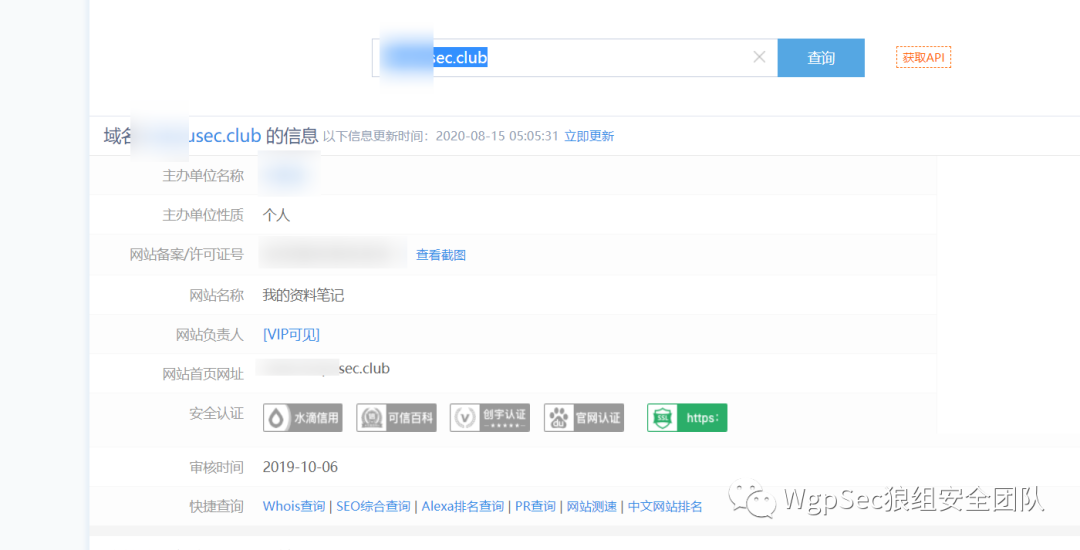 sec.club 查询 获取API
域名 usec.club 的信息 以下信息更新时间：2020-08-15 05:05:31 立即更新
主办单位名称
主办单位性质 个人
网站备案/许可证号 查看截图
网站名称 我的资料笔记
网站负责人 [VIP可见]
网站首页网址 sec.club
安全认证 水滴信用 可信百科 创宇认证 du 官网认证 SSL https:
审核时间 2019-10-06
快捷查询 Whois查询 | SEO综合查询 | Alexa排名查询 | PR查询 | 网站测速 | 中文网站排名
WgpSec狼组安全团队